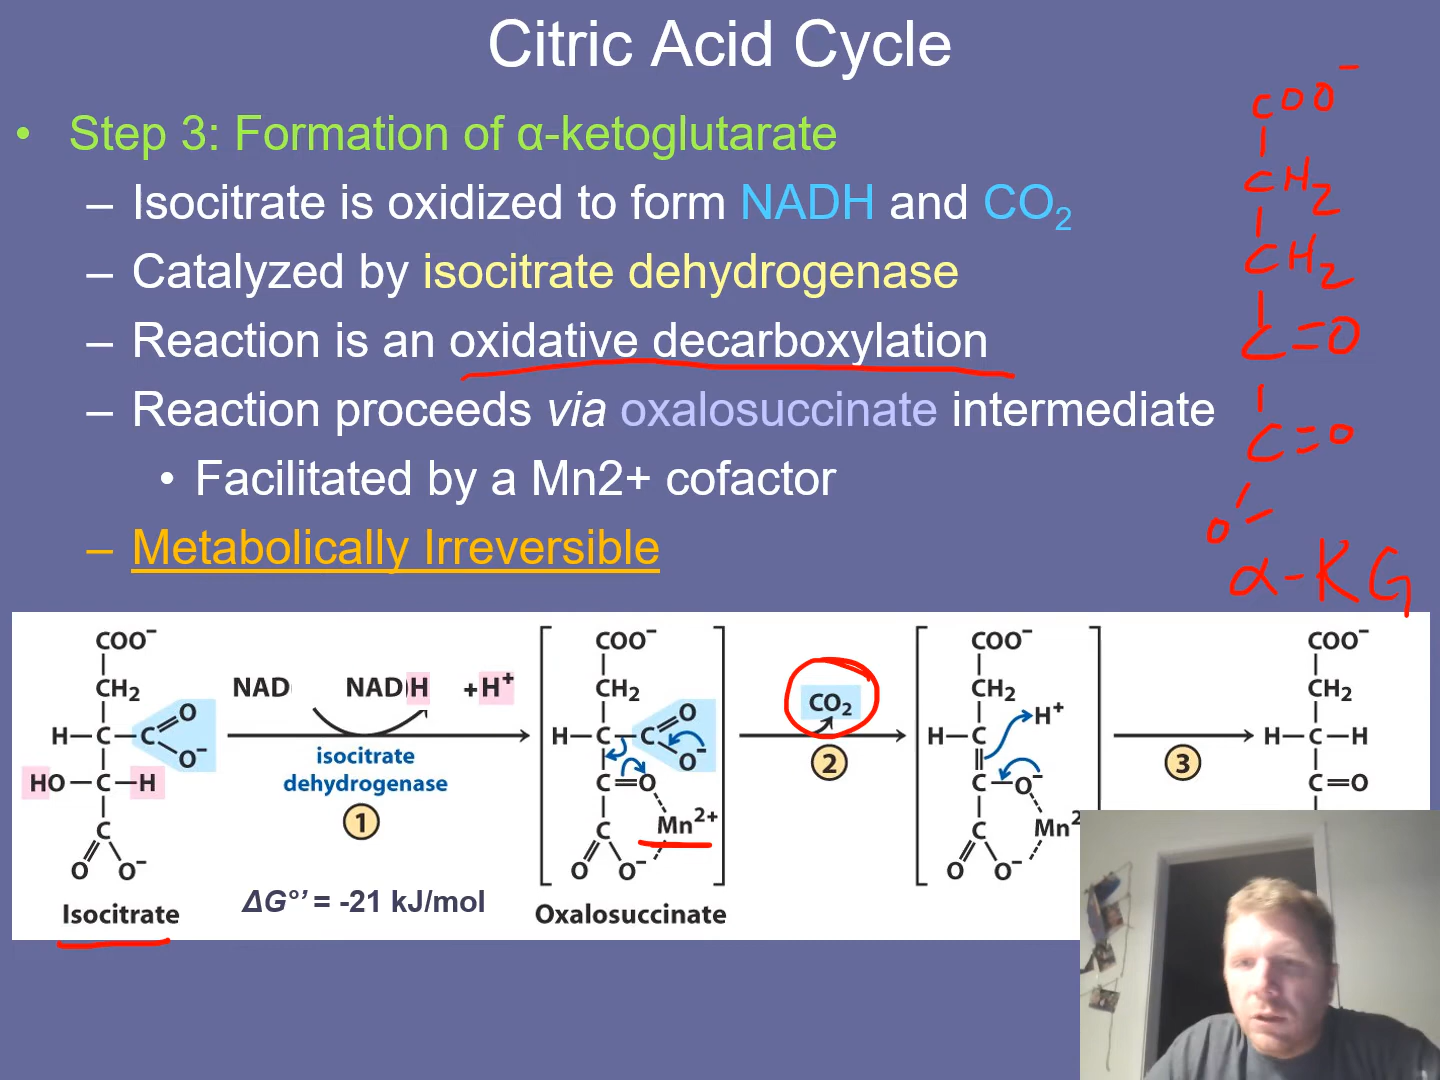 Citric Acid Cycle
• Step 3: Formation of α-ketoglutarate
– Isocitrate is oxidized to form NADH and CO₂
– Catalyzed by isocitrate dehydrogenase
– Reaction is an oxidative decarboxylation
– Reaction proceeds via oxalosuccinate intermediate
• Facilitated by a Mn2+ cofactor
– Metabolically Irreversible
COO⁻
CH₂
CH₂
C=O
C=O
O⁻
α-KG
COO⁻
CH₂
H–C–C
O
O⁻
HO–C–H
C
O O⁻
Isocitrate
NAD NADH +H⁺
isocitrate
dehydrogenase
1
ΔG°’ = -21 kJ/mol
COO⁻
CH₂
H–C–C
O
O⁻
C=O
C Mn²⁺
O O⁻
Oxalosuccinate
CO₂
2
COO⁻
CH₂
H⁺
H–C
C–O⁻
C Mn²
O O⁻
3
COO⁻
CH₂
H–C–H
C=O